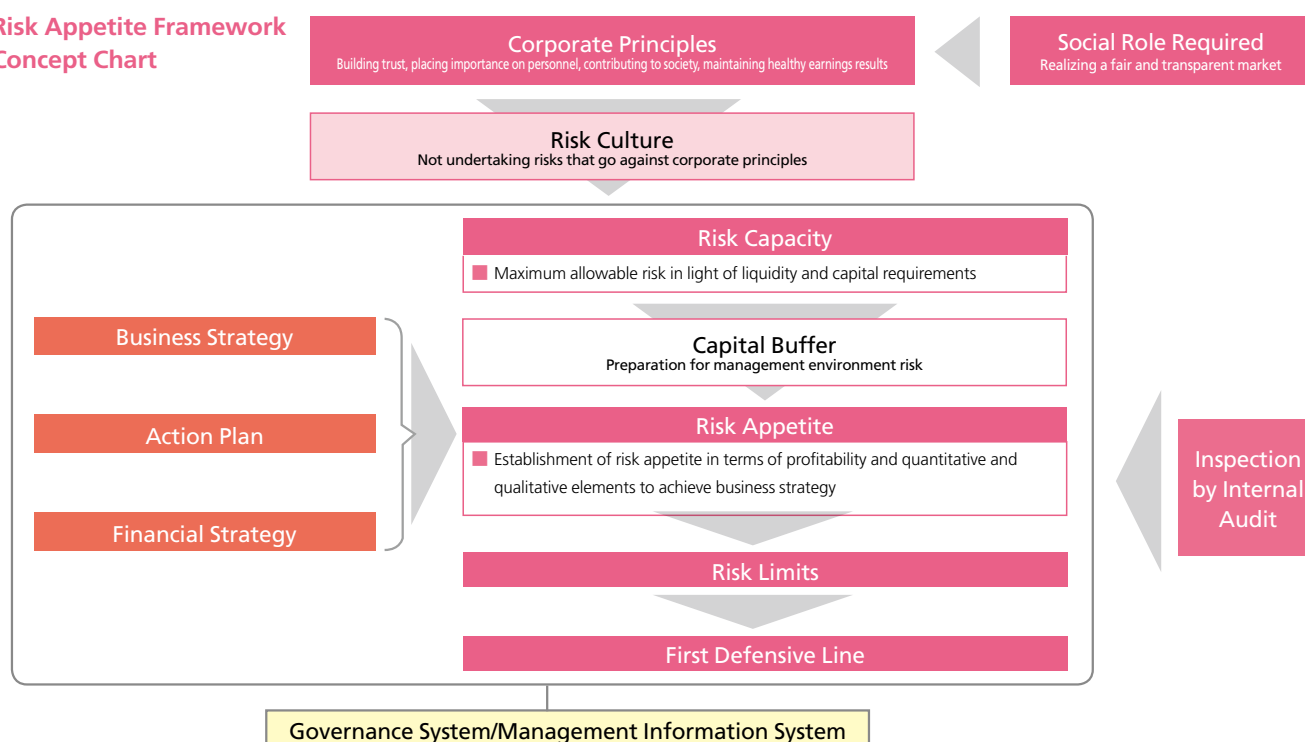 Risk Appetite Framework
Concept Chart
Corporate Principles
Building trust, placing importance on personnel, contributing to society, maintaining healthy earnings results
Social Role Required
Realizing a fair and transparent market
Risk Culture
Not undertaking risks that go against corporate principles
Risk Capacity
Maximum allowable risk in light of liquidity and capital requirements
Business Strategy
Action Plan
Financial Strategy
Capital Buffer
Preparation for management environment risk
Risk Appetite
Establishment of risk appetite in terms of profitability and quantitative and
qualitative elements to achieve business strategy
Risk Limits
First Defensive Line
Inspection
by Internal
Audit
Governance System/Management Information System